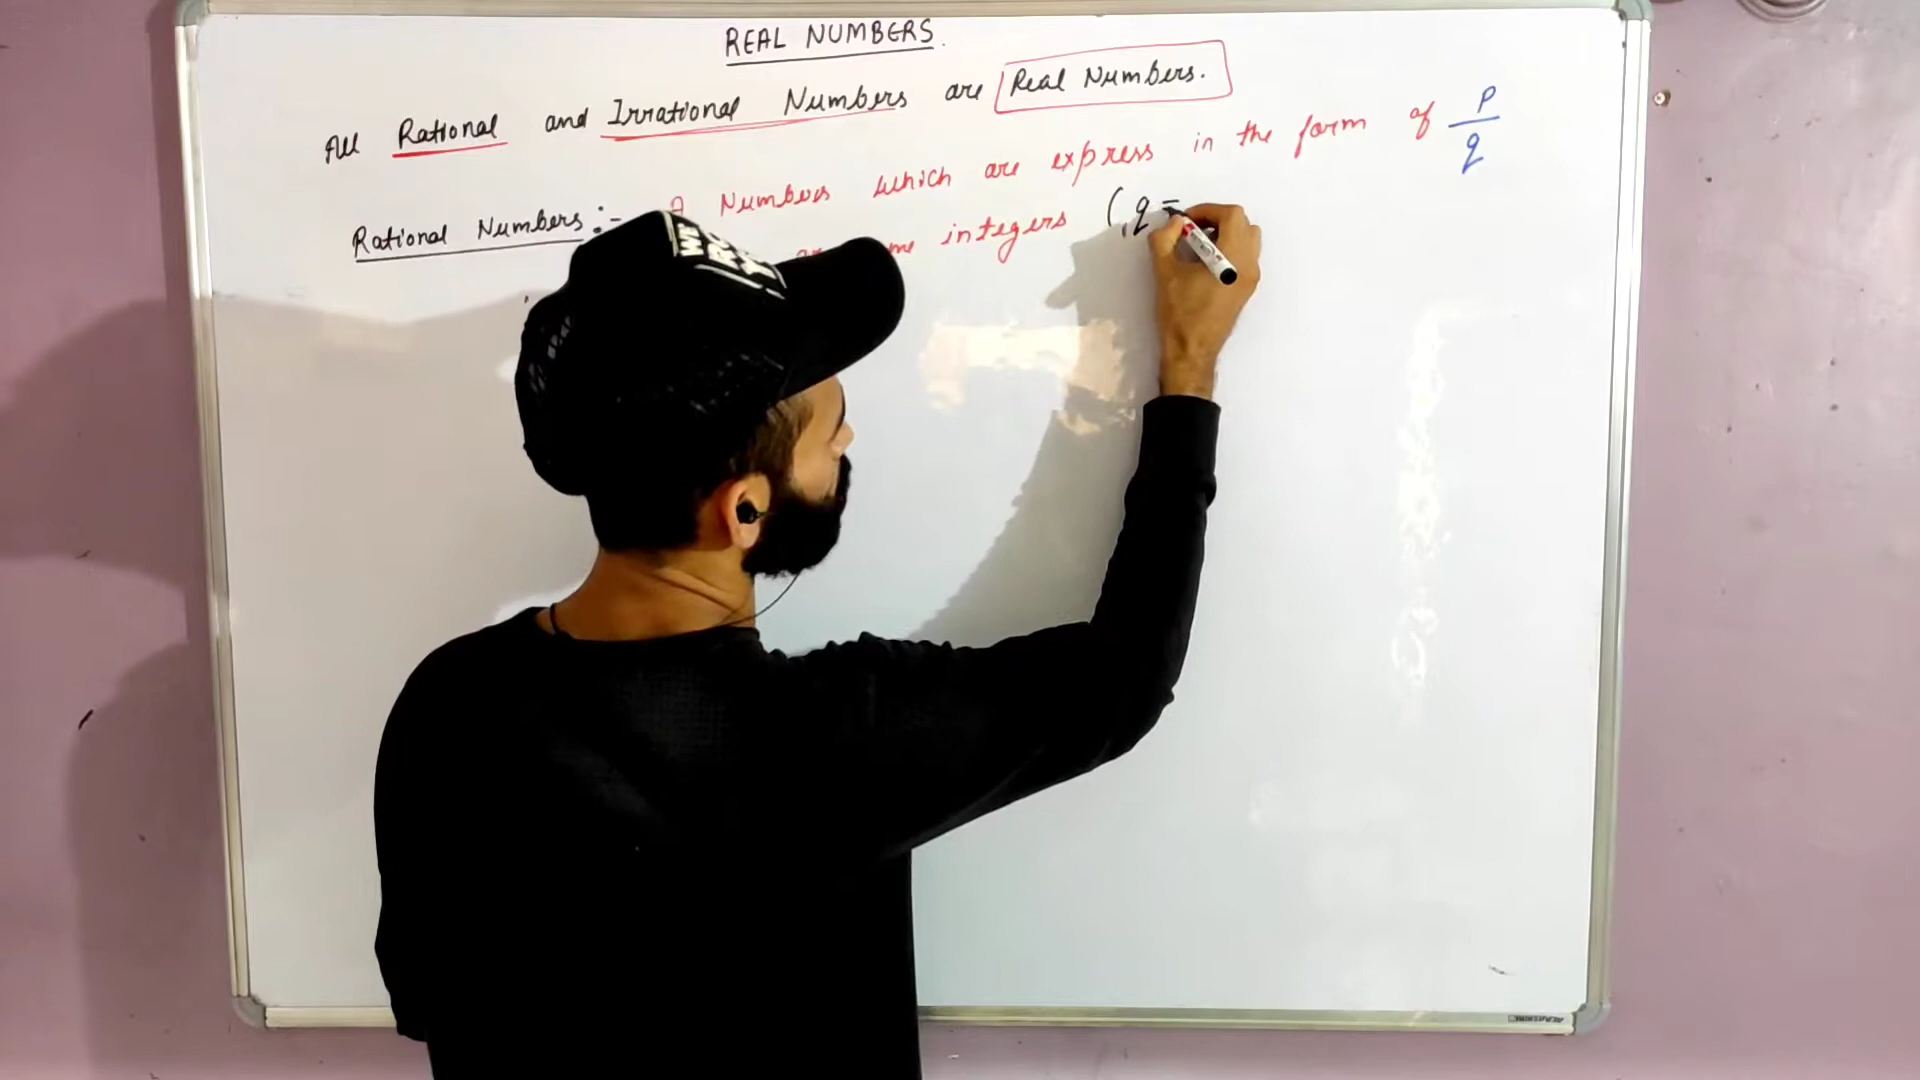 REAL NUMBERS.
All Rational and Irrational Numbers are Real Numbers.
Rational Numbers :- A Numbers which are express in the form of p/q
integers (, q =